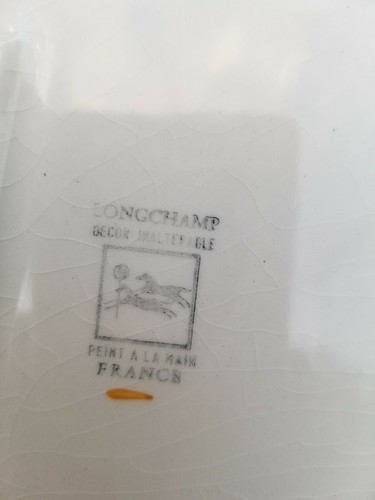 LONGCHAMP
DECOR INALTERABLE
PEINT A LA MAIN
FRANCE